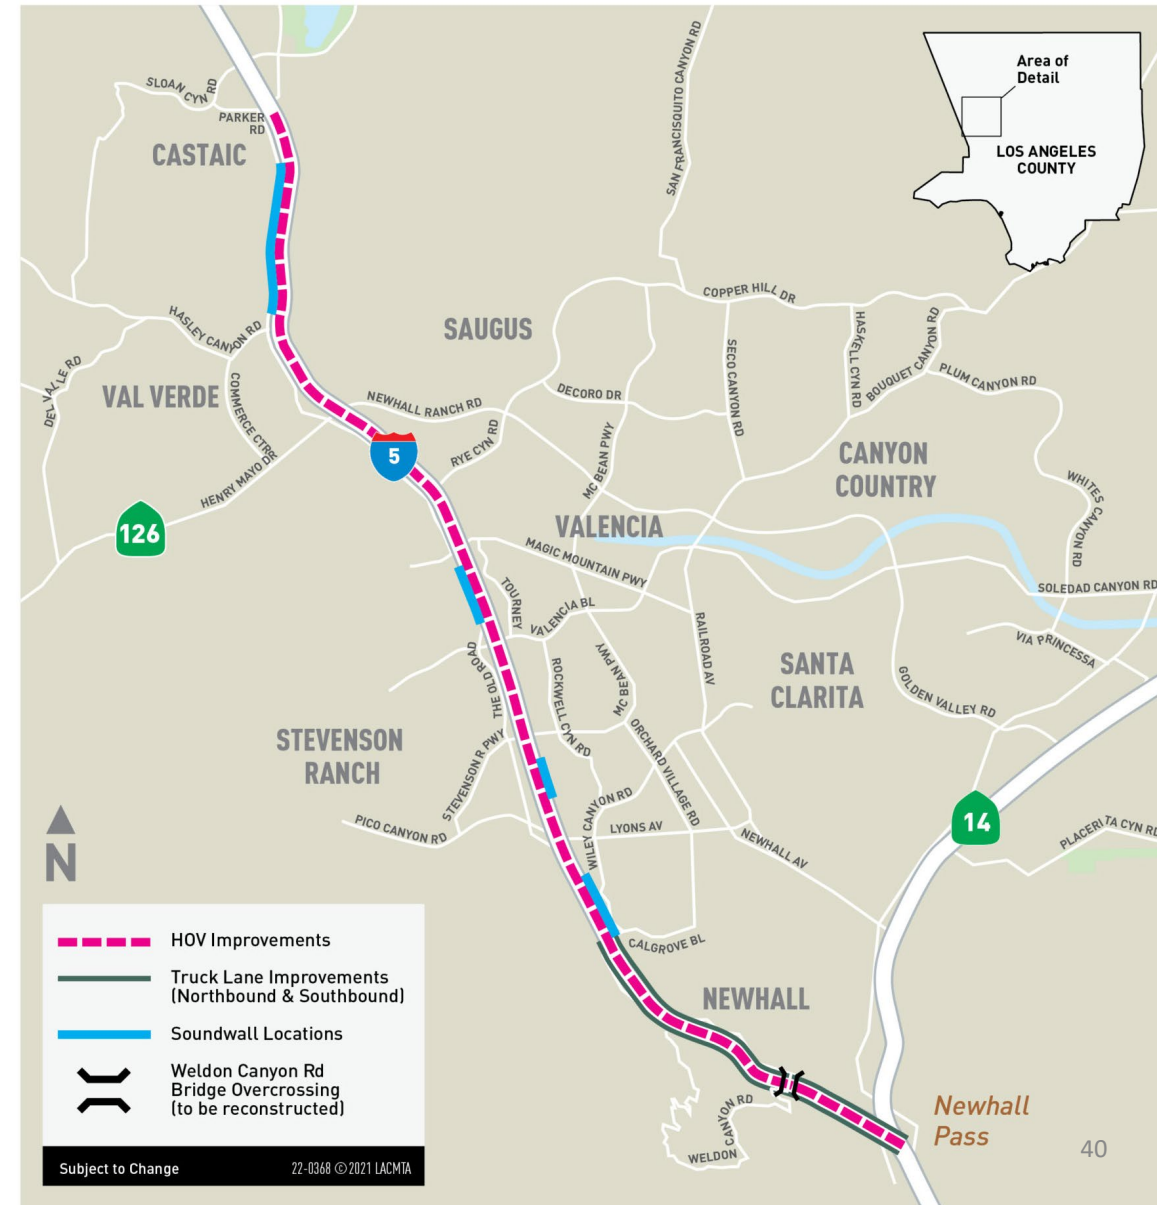 SLOAN CYN RD
PARKER
RD
CASTAIC
SAN FRANCISQUITO CANYON RD
Area of
Detail
LOS ANGELES
COUNTY
HASLEY CANYON RD
SAUGUS
COPPER HILL DR
HASKELL CYN RD
BOUQUET CANYON RD
SECO CANYON RD
PLUM CANYON RD
DEL VALLE RD
VAL VERDE
COMMERCE CTR
NEWHALL RANCH RD
DECORO DR
HENRY MAYO DR
5
RYE CYN RD
MC BEAN PWY
CANYON
COUNTRY
WHITES CANYON RD
126
VALENCIA
MAGIC MOUNTAIN PWY
SOLEDAD CANYON RD
TOURNEY
VALENCIA BL
RAILROAD AV
VIA PRINCESSA
THE OLD ROAD
ROCKWELL CYN RD
MC BEAN PWY
SANTA
CLARITA
GOLDEN VALLEY RD
STEVENSON
RANCH
STEVENSON R PWY
ORCHARD VILLAGE RD
PICO CANYON RD
WILEY CANYON RD
LYONS AV
NEWHALL AV
14
PLACERITA CYN RD
N
CALGROVE BL
NEWHALL
WELDON CANYON RD
Newhall
Pass
HOV Improvements
Truck Lane Improvements
(Northbound & Southbound)
Soundwall Locations
Weldon Canyon Rd
Bridge Overcrossing
(to be reconstructed)
Subject to Change
22-0368 ©2021 LACMTA
40